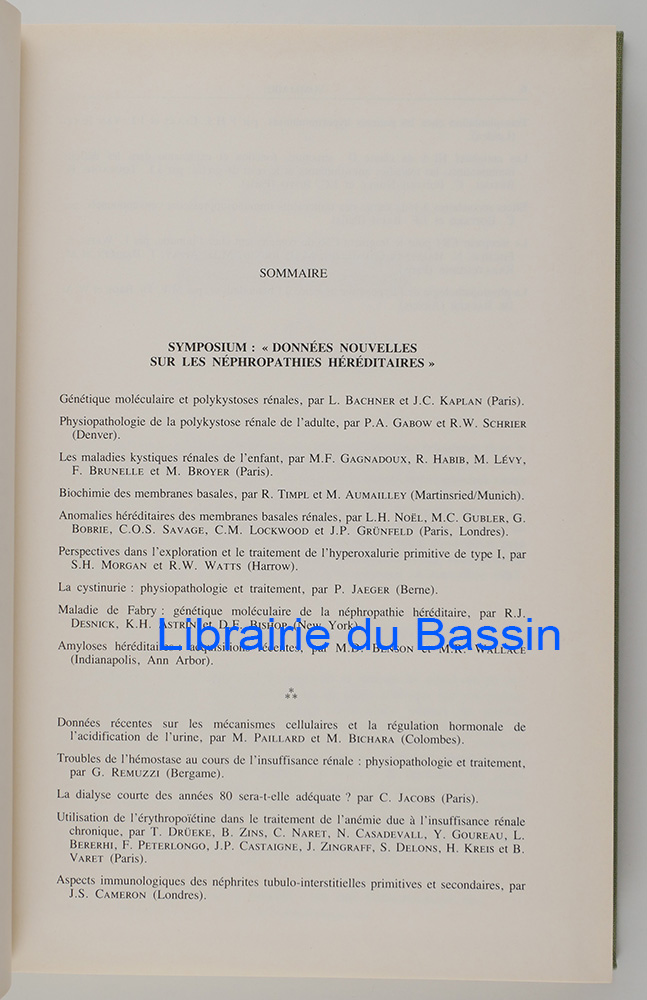 SOMMAIRE
SYMPOSIUM : « DONNÉES NOUVELLES
SUR LES NÉPHROPATHIES HÉRÉDITAIRES »
Génétique moléculaire et polykystoses rénales, par L. BACHNER et J.C. KAPLAN (Paris).
Physiopathologie de la polykystose rénale de l'adulte, par P.A. GABOW et R.W. SCHRIER
(Denver).
Les maladies kystiques rénales de l'enfant, par M.F. GAGNADOUX, R. HABIB, M. LÉVY,
F. BRUNELLE et M. BROYER (Paris).
Biochimie des membranes basales, par R. TIMPL et M. AUMAILLEY (Martinsried/Munich).
Anomalies héréditaires des membranes basales rénales, par L.H. NOËL, M.C. GUBLER, G.
BOBRIE, C.O.S. SAVAGE, C.M. LOCKWOOD et J.P. GRÜNFELD (Paris, Londres).
Perspectives dans l'exploration et le traitement de l'hyperoxalurie primitive de type I, par
S.H. MORGAN et R.W. WATTS (Harrow).
La cystinurie : physiopathologie et traitement, par P. JAEGER (Berne).
Maladie de Fabry : génétique moléculaire de la néphropathie héréditaire, par R.J.
DESNICK, K.H. ASTRIN et D.F. BISHOP (New York).
Librairie du Bassin
Amyloses héréditaires : acquisitions récentes, par M.D. BENSON et M.R. WALLACE
(Indianapolis, Ann Arbor).
*
**
Données récentes sur les mécanismes cellulaires et la régulation hormonale de
l'acidification de l'urine, par M. PAILLARD et M. BICHARA (Colombes).
Troubles de l'hémostase au cours de l'insuffisance rénale : physiopathologie et traitement,
par G. REMUZZI (Bergame).
La dialyse courte des années 80 sera-t-elle adéquate ? par C. JACOBS (Paris).
Utilisation de l'érythropoïétine dans le traitement de l'anémie due à l'insuffisance rénale
chronique, par T. DRÜEKE, B. ZINS, C. NARET, N. CASADEVALL, Y. GOUREAU, L.
BERERHI, F. PETERLONGO, J.P. CASTAIGNE, J. ZINGRAFF, S. DELONS, H. KREIS et B.
VARET (Paris).
Aspects immunologiques des néphrites tubulo-interstitielles primitives et secondaires, par
J.S. CAMERON (Londres).